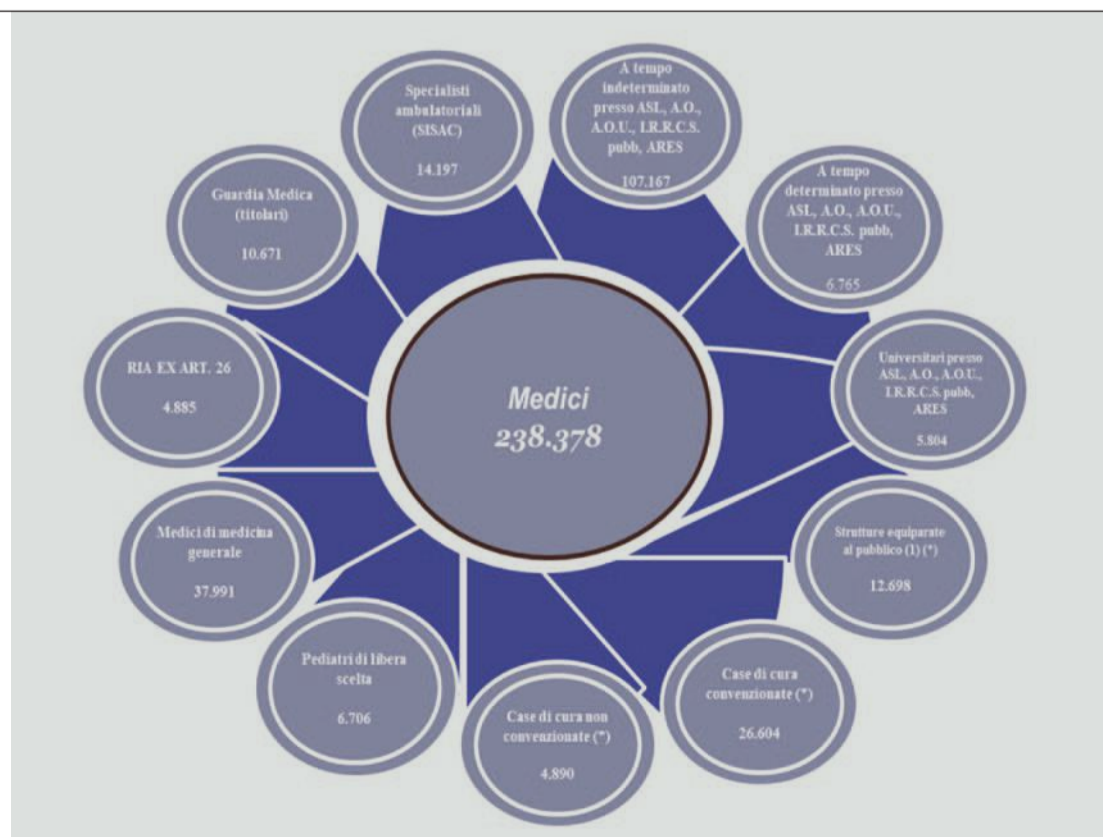 Medici
238.378
A tempo
indeterminato
presso ASL, A.O.,
A.O.U., I.R.R.C.S.
pubb, ARES
107.167
A tempo
determinato presso
ASL, A.O., A.O.U.,
I.R.R.C.S. pubb,
ARES
6.765
Universitari presso
ASL, A.O., A.O.U.,
I.R.R.C.S. pubb,
ARES
5.804
Strutture equiparate
al pubblico (1) (*)
12.698
Case di cura
convenzionate (*)
26.604
Case di cura non
convenzionate (*)
4.890
Pediatri di libera
scelta
6.706
Medici di medicina
generale
37.991
RIA EX ART. 26
4.885
Guardia Medica
(titolari)
10.671
Specialisti
ambulatoriali
(SISAC)
14.197